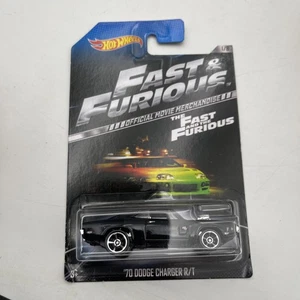 Hot Wheels
FAST &
FURIOUS
OFFICIAL MOVIE MERCHANDISE
THE
FAST
AND THE
FURIOUS
'70 DODGE CHARGER R/T